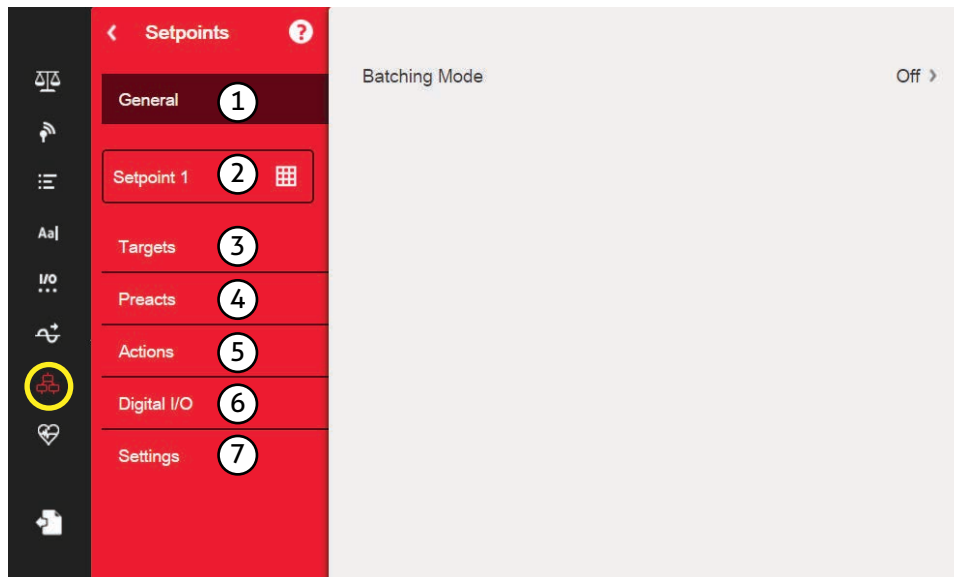 Setpoints ?
Batching Mode Off
General 1
Setpoint 1 2
Targets 3
Preacts 4
Actions 5
Digital I/O 6
Settings 7
Aa
I/O